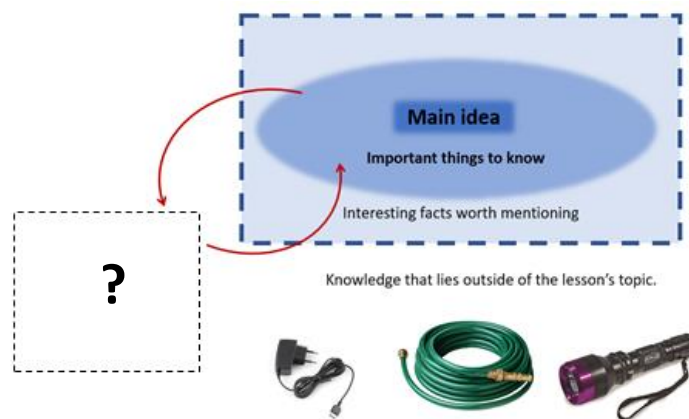 Main idea
Important things to know
Interesting facts worth mentioning
?
Knowledge that lies outside of the lesson's topic.